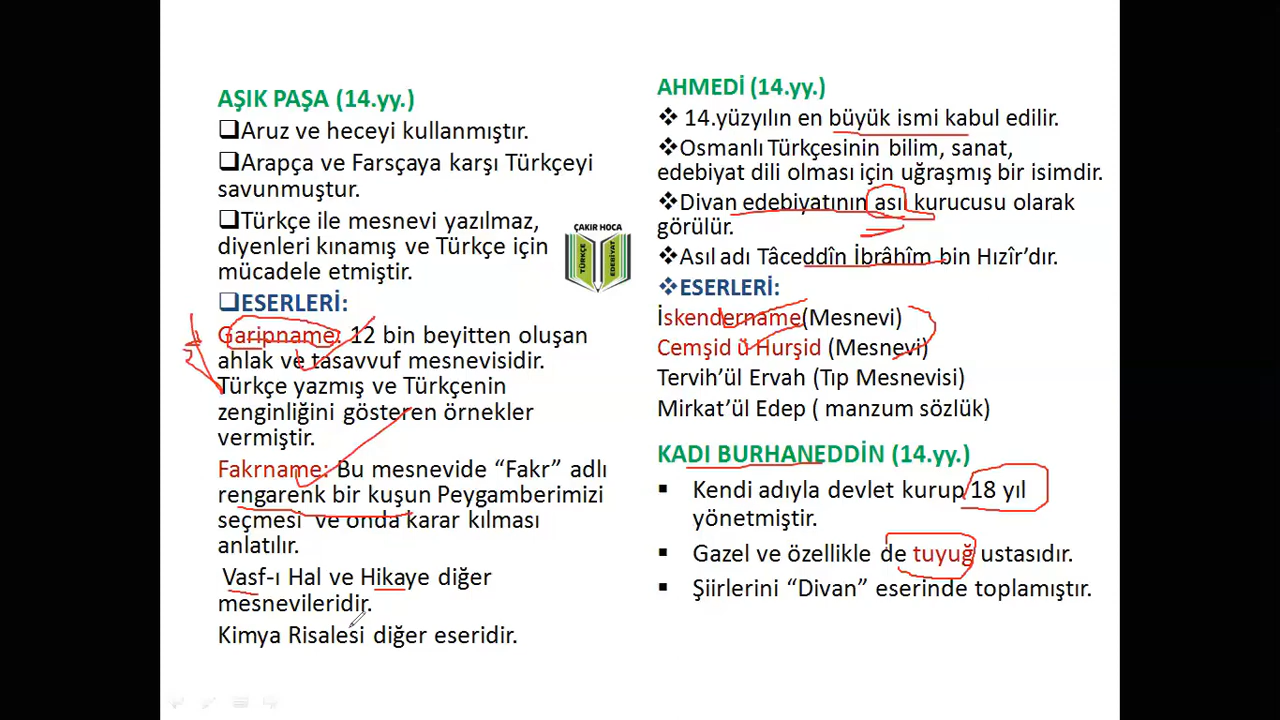 AŞIK PAŞA (14.yy.)
❑Aruz ve heceyi kullanmıştır.
❑Arapça ve Farsçaya karşı Türkçeyi
savunmuştur.
❑Türkçe ile mesnevi yazılmaz,
diyenleri kınamış ve Türkçe için
mücadele etmiştir.
❑ESERLERİ:
Garipname: 12 bin beyitten oluşan
ahlak ve tasavvuf mesnevisidir.
Türkçe yazmış ve Türkçenin
zenginliğini gösteren örnekler
vermiştir.
Fakrname: Bu mesnevide “Fakr” adlı
rengarenk bir kuşun Peygamberimizi
seçmesi ve onda karar kılması
anlatılır.
Vasf-ı Hal ve Hikaye diğer
mesnevileridir.
Kimya Risalesi diğer eseridir.
ÇAKIR HOCA
TÜRKÇE
EDEBİYAT
AHMEDİ (14.yy.)
❖ 14.yüzyılın en büyük ismi kabul edilir.
❖Osmanlı Türkçesinin bilim, sanat,
edebiyat dili olması için uğraşmış bir isimdir.
❖Divan edebiyatının asıl kurucusu olarak
görülür.
❖Asıl adı Tâceddîn İbrâhîm bin Hızîr’dır.
❖ESERLERİ:
İskendername(Mesnevi)
Cemşid ü Hurşid (Mesnevi)
Tervih’ül Ervah (Tıp Mesnevisi)
Mirkat’ül Edep ( manzum sözlük)
KADI BURHANEDDİN (14.yy.)
▪ Kendi adıyla devlet kurup 18 yıl
yönetmiştir.
▪ Gazel ve özellikle de tuyuğ ustasıdır.
▪ Şiirlerini “Divan” eserinde toplamıştır.